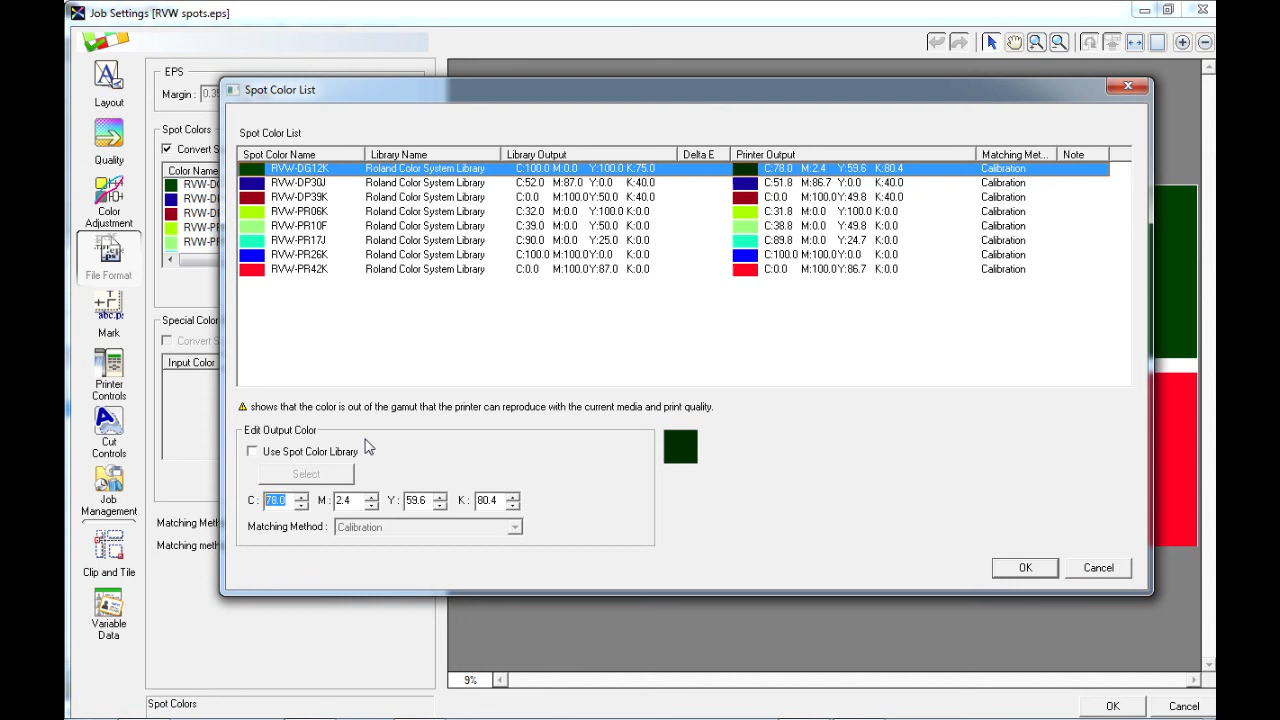 Job Settings [RVW spots.eps]
Layout
Quality
Color
Adjustment
File Format
Mark
Printer
Controls
Cut
Controls
Job
Management
Clip and Tile
Variable
Data
EPS
Margin :
Spot Colors
Convert S
Color Name
RVW-D
RVW-D
RVW-D
RVW-P
RVW-P
Special Color
Convert S
Input Color
Matching Metho
Matching metho
Spot Colors
Spot Color List
Spot Color List
Spot Color Name Library Name Library Output Delta E Printer Output Matching Met... Note
RVW-DG12K Roland Color System Library C:100.0 M:0.0 Y:100.0 K:75.0 C:78.0 M:2.4 Y:59.6 K:80.4 Calibration
RVW-DP30J Roland Color System Library C:52.0 M:87.0 Y:0.0 K:40.0 C:51.8 M:86.7 Y:0.0 K:40.0 Calibration
RVW-DP39K Roland Color System Library C:0.0 M:100.0 Y:50.0 K:40.0 C:0.0 M:100.0 Y:49.8 K:40.0 Calibration
RVW-PR06K Roland Color System Library C:32.0 M:0.0 Y:100.0 K:0.0 C:31.8 M:0.0 Y:100.0 K:0.0 Calibration
RVW-PR10F Roland Color System Library C:39.0 M:0.0 Y:50.0 K:0.0 C:38.8 M:0.0 Y:49.8 K:0.0 Calibration
RVW-PR17J Roland Color System Library C:90.0 M:0.0 Y:25.0 K:0.0 C:89.8 M:0.0 Y:24.7 K:0.0 Calibration
RVW-PR26K Roland Color System Library C:100.0 M:100.0 Y:0.0 K:0.0 C:100.0 M:100.0 Y:0.0 K:0.0 Calibration
RVW-PR42K Roland Color System Library C:0.0 M:100.0 Y:87.0 K:0.0 C:0.0 M:100.0 Y:86.7 K:0.0 Calibration
shows that the color is out of the gamut that the printer can reproduce with the current media and print quality.
Edit Output Color
Use Spot Color Library
Select
C : 78.0 M : 2.4 Y : 59.6 K : 80.4
Matching Method : Calibration
OK Cancel
9%
OK Cancel